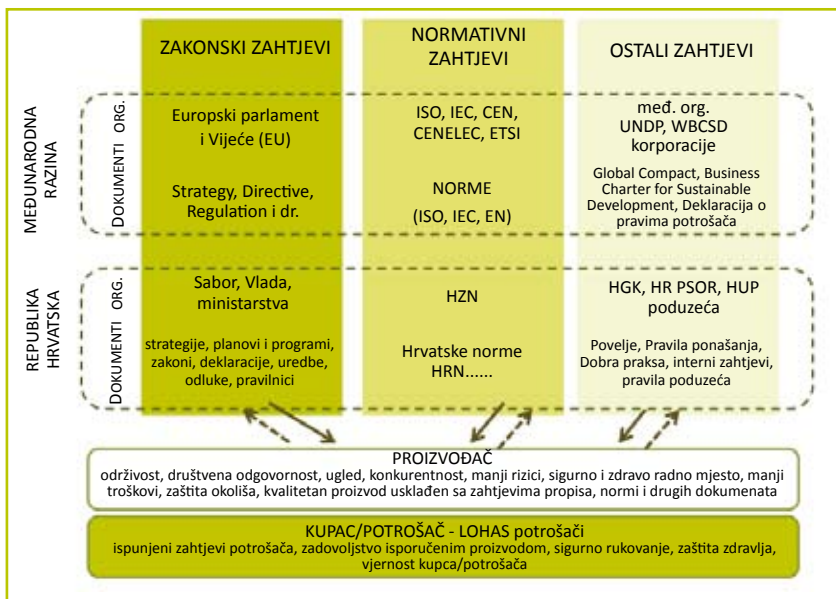 ZAKONSKI ZAHTJEVI
NORMATIVNI
ZAHTJEVI
OSTALI ZAHTJEVI
MEĐUNARODNA
RAZINA
DOKUMENTI ORG.
Europski parlament
i Vijeće (EU)
Strategy, Directive,
Regulation i dr.
ISO, IEC, CEN,
CENELEC, ETSI
NORME
(ISO, IEC, EN)
međ. org.
UNDP, WBCSD
korporacije
Global Compact, Business
Charter for Sustainable
Development, Deklaracija o
pravima potrošača
REPUBLIKA
HRVATSKA
DOKUMENTI ORG.
Sabor, Vlada,
ministarstva
strategije, planovi i programi,
zakoni, deklaracije, uredbe,
odluke, pravilnici
HZN
Hrvatske norme
HRN......
HGK, HR PSOR, HUP
poduzeća
Povelje, Pravila ponašanja,
Dobra praksa, interni zahtjevi,
pravila poduzeća
PROIZVOĐAČ
održivost, društvena odgovornost, ugled, konkurentnost, manji rizici, sigurno i zdravo radno mjesto, manji
troškovi, zaštita okoliša, kvalitetan proizvod usklađen sa zahtjevima propisa, normi i drugih dokumenata
KUPAC/POTROŠAČ - LOHAS potrošači
ispunjeni zahtjevi potrošača, zadovoljstvo isporučenim proizvodom, sigurno rukovanje, zaštita zdravlja,
vjernost kupca/potrošača